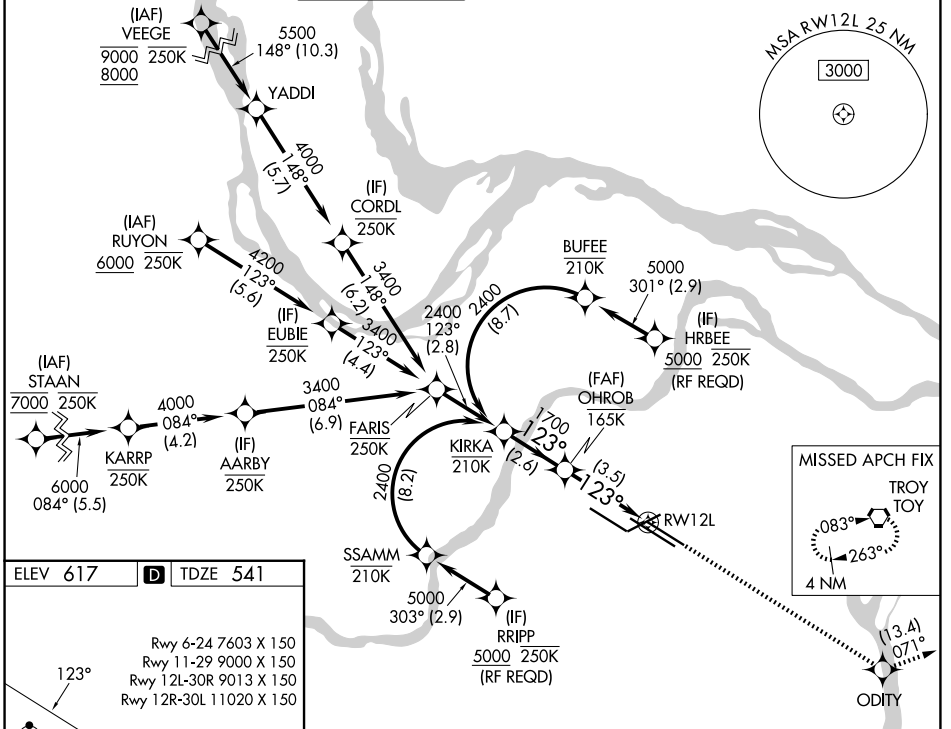 (IAF)
VEEGE
9000 250K
8000
5500
148° (10.3)
YADDI
4000
148°
(5.7)
MSA RW12L 25 NM
3000
(IF)
CORDL
250K
(IAF)
RUYON
6000 250K
4200
123°
(5.6)
3400
148°
(6.2)
BUFEE
210K
5000
301° (2.9)
(IF)
HRBEE
5000 250K
(RF REQD)
2400
(8.7)
2400
123°
(2.8)
(IF)
EUBIE
250K
3400
123°
(4.4)
(IAF)
STAAN
7000 250K
6000
084° (5.5)
KARRP
250K
4000
084°
(4.2)
(IF)
AARBY
250K
3400
084°
(6.9)
FARIS
250K
KIRKA
210K
(FAF)
OHROB
165K
1700
123°
(2.6)
(3.5)
123°
RW12L
2400
(8.2)
SSAMM
210K
5000
303° (2.9)
(IF)
RRIPP
5000 250K
(RF REQD)
MISSED APCH FIX
TROY
TOY
083°
263°
4 NM
(13.4)
071°
ODITY
ELEV 617
D
TDZE 541
Rwy 6-24 7603 X 150
Rwy 11-29 9000 X 150
Rwy 12L-30R 9013 X 150
Rwy 12R-30L 11020 X 150
123°